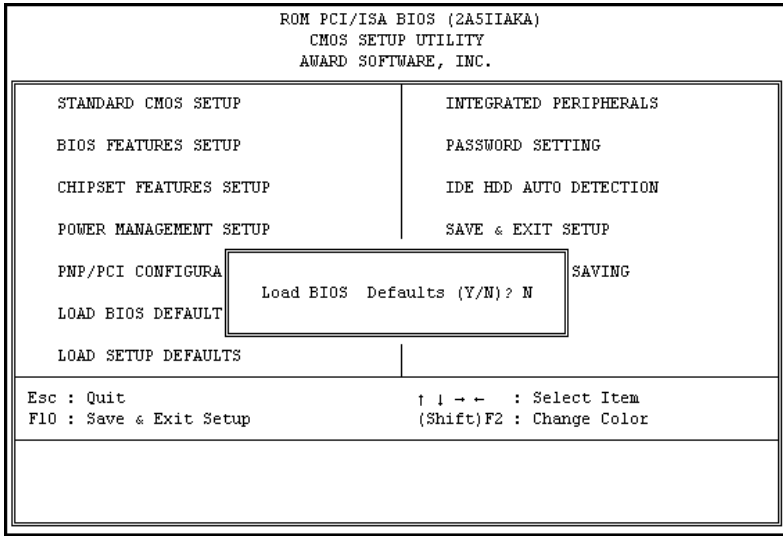 ROM PCI/ISA BIOS (2A5IIAKA)
CMOS SETUP UTILITY
AWARD SOFTWARE, INC.
STANDARD CMOS SETUP
BIOS FEATURES SETUP
CHIPSET FEATURES SETUP
POWER MANAGEMENT SETUP
PNP/PCI CONFIGURA
LOAD BIOS DEFAULT
LOAD SETUP DEFAULTS
INTEGRATED PERIPHERALS
PASSWORD SETTING
IDE HDD AUTO DETECTION
SAVE & EXIT SETUP
SAVING
Load BIOS Defaults (Y/N)? N
Esc : Quit
F10 : Save & Exit Setup
↑ ↓ → ← : Select Item
(Shift)F2 : Change Color